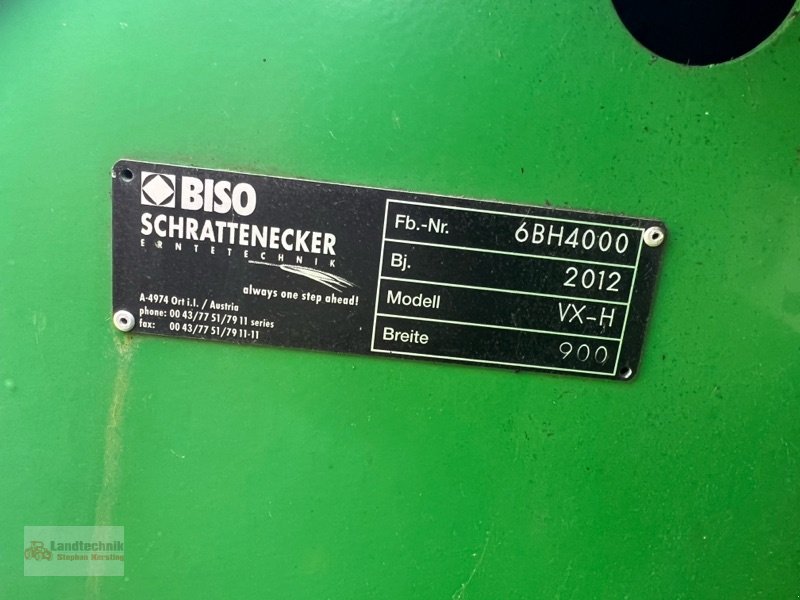 BISO
SCHRATTENECKER
ERNTETECHNIK
always one step ahead!
A-4974 Ort i.I. / Austria
phone: 00 43/77 51/79 11 series
fax: 00 43/77 51/79 11-11
Fb.-Nr. 6BH4000
Bj. 2012
Modell VX-H
Breite 900
Landtechnik
Stephan Kersting